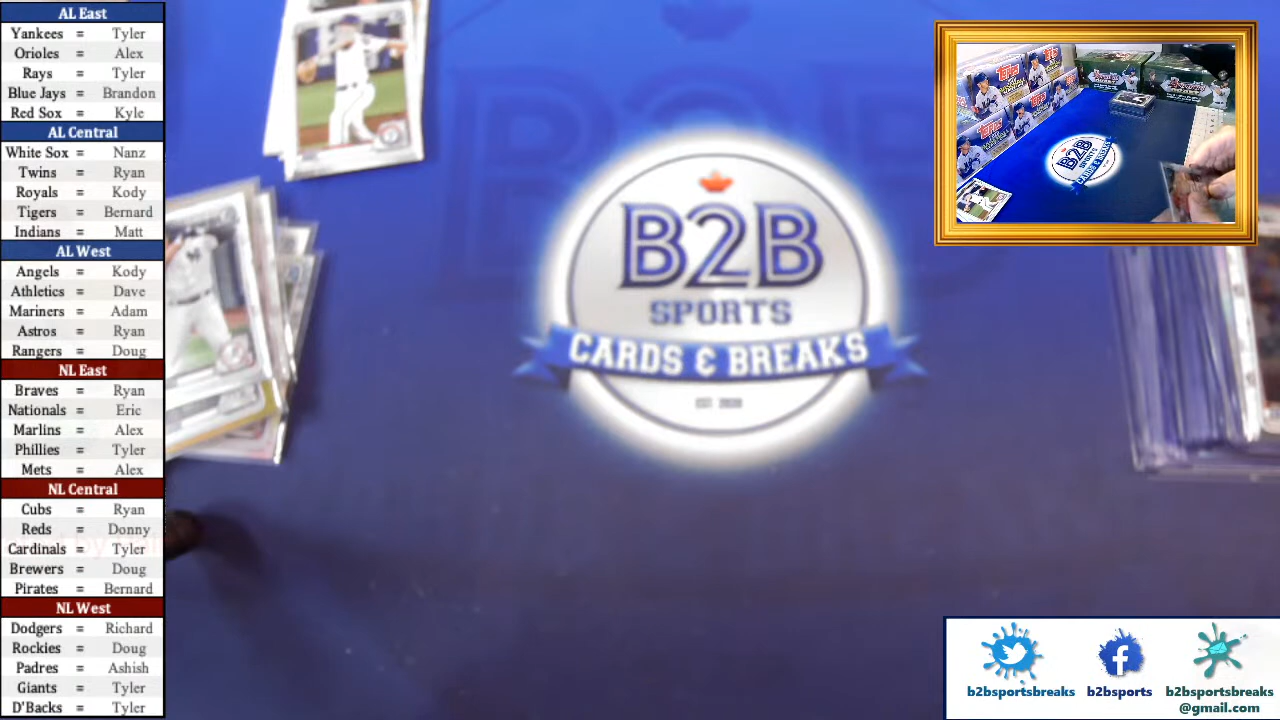 AL East
Yankees = Tyler
Orioles = Alex
Rays = Tyler
Blue Jays = Brandon
Red Sox = Kyle
AL Central
White Sox = Nanz
Twins = Ryan
Royals = Kody
Tigers = Bernard
Indians = Matt
AL West
Angels = Kody
Athletics = Dave
Mariners = Adam
Astros = Ryan
Rangers = Doug
NL East
Braves = Ryan
Nationals = Eric
Marlins = Alex
Phillies = Tyler
Mets = Alex
NL Central
Cubs = Ryan
Reds = Donny
Cardinals = Tyler
Brewers = Doug
Pirates = Bernard
NL West
Dodgers = Richard
Rockies = Doug
Padres = Ashish
Giants = Tyler
D'Backs = Tyler
B2B
SPORTS
CARDS & BREAKS
B2B
SPORTS
CARDS & BREAKS
b2bsportsbreaks
b2bsports
b2bsportsbreaks
@gmail.com